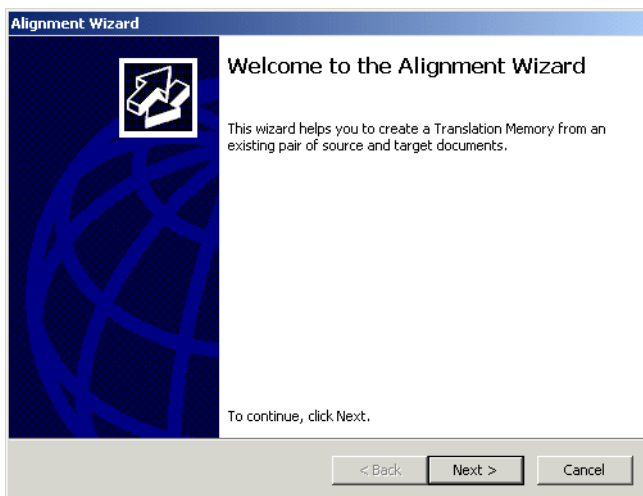 Alignment Wizard
Welcome to the Alignment Wizard
This wizard helps you to create a Translation Memory from an
existing pair of source and target documents.
To continue, click Next.
< Back
Next >
Cancel